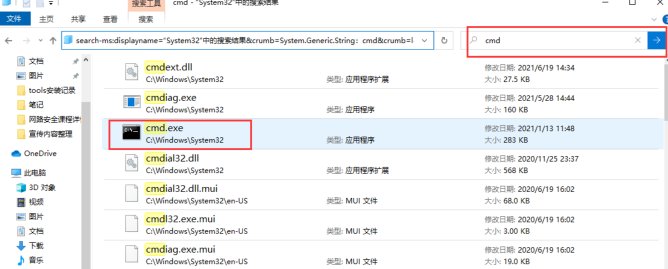 搜索工具
cmd - "System32"中的搜索结果
文件
主页
共享
查看
搜索
search-ms:displayname="System32"中的搜索结果&crumb=System.Generic.String: cmd&crumb=l
cmd
文档
图片
tools安装记录
笔记
网路安全课程详
宣传内容整理
OneDrive
此电脑
3D 对象
视频
图片
文档
下载
音乐
cmdext.dll
C:\Windows\System32
类型: 应用程序扩展
修改日期: 2021/6/19 14:34
大小: 27.5 KB
cmdiag.exe
C:\Windows\System32
类型: 应用程序
修改日期: 2021/5/28 14:44
大小: 160 KB
cmd.exe
C:\Windows\System32
类型: 应用程序
修改日期: 2021/1/13 11:48
大小: 283 KB
cmdial32.dll
C:\Windows\System32
类型: 应用程序扩展
修改日期: 2020/11/25 23:37
大小: 568 KB
cmdial32.dll.mui
C:\Windows\System32\en-US
类型: MUI 文件
修改日期: 2020/6/19 16:02
大小: 68.0 KB
cmdl32.exe.mui
C:\Windows\System32\en-US
类型: MUI 文件
修改日期: 2020/6/19 16:02
大小: 3.00 KB
cmdiag.exe.mui
C:\Windows\System32\en-US
类型: MUI 文件
修改日期: 2020/6/19 16:02
大小: 19.0 KB